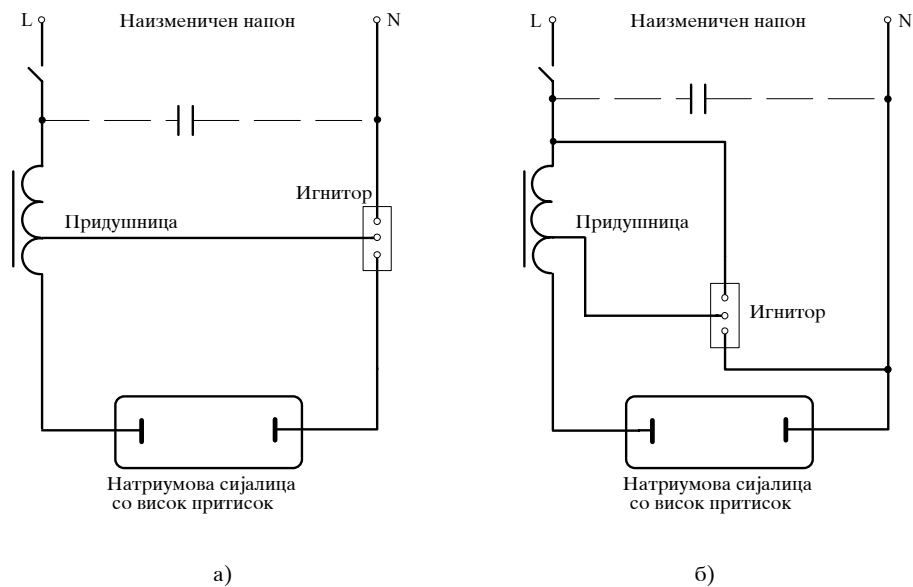 L
Наизменичен напон
N
Игнитор
Придушница
Натриумова сијалица
со висок притисок
а)
L
Наизменичен напон
N
Придушница
Игнитор
Натриумова сијалица
со висок притисок
б)